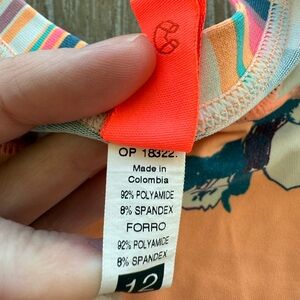 OP 18322.
Made in
Colombia
92% POLYAMIDE
8% SPANDEX
FORRO
92% POLYAMIDE
8% SPANDEX
12